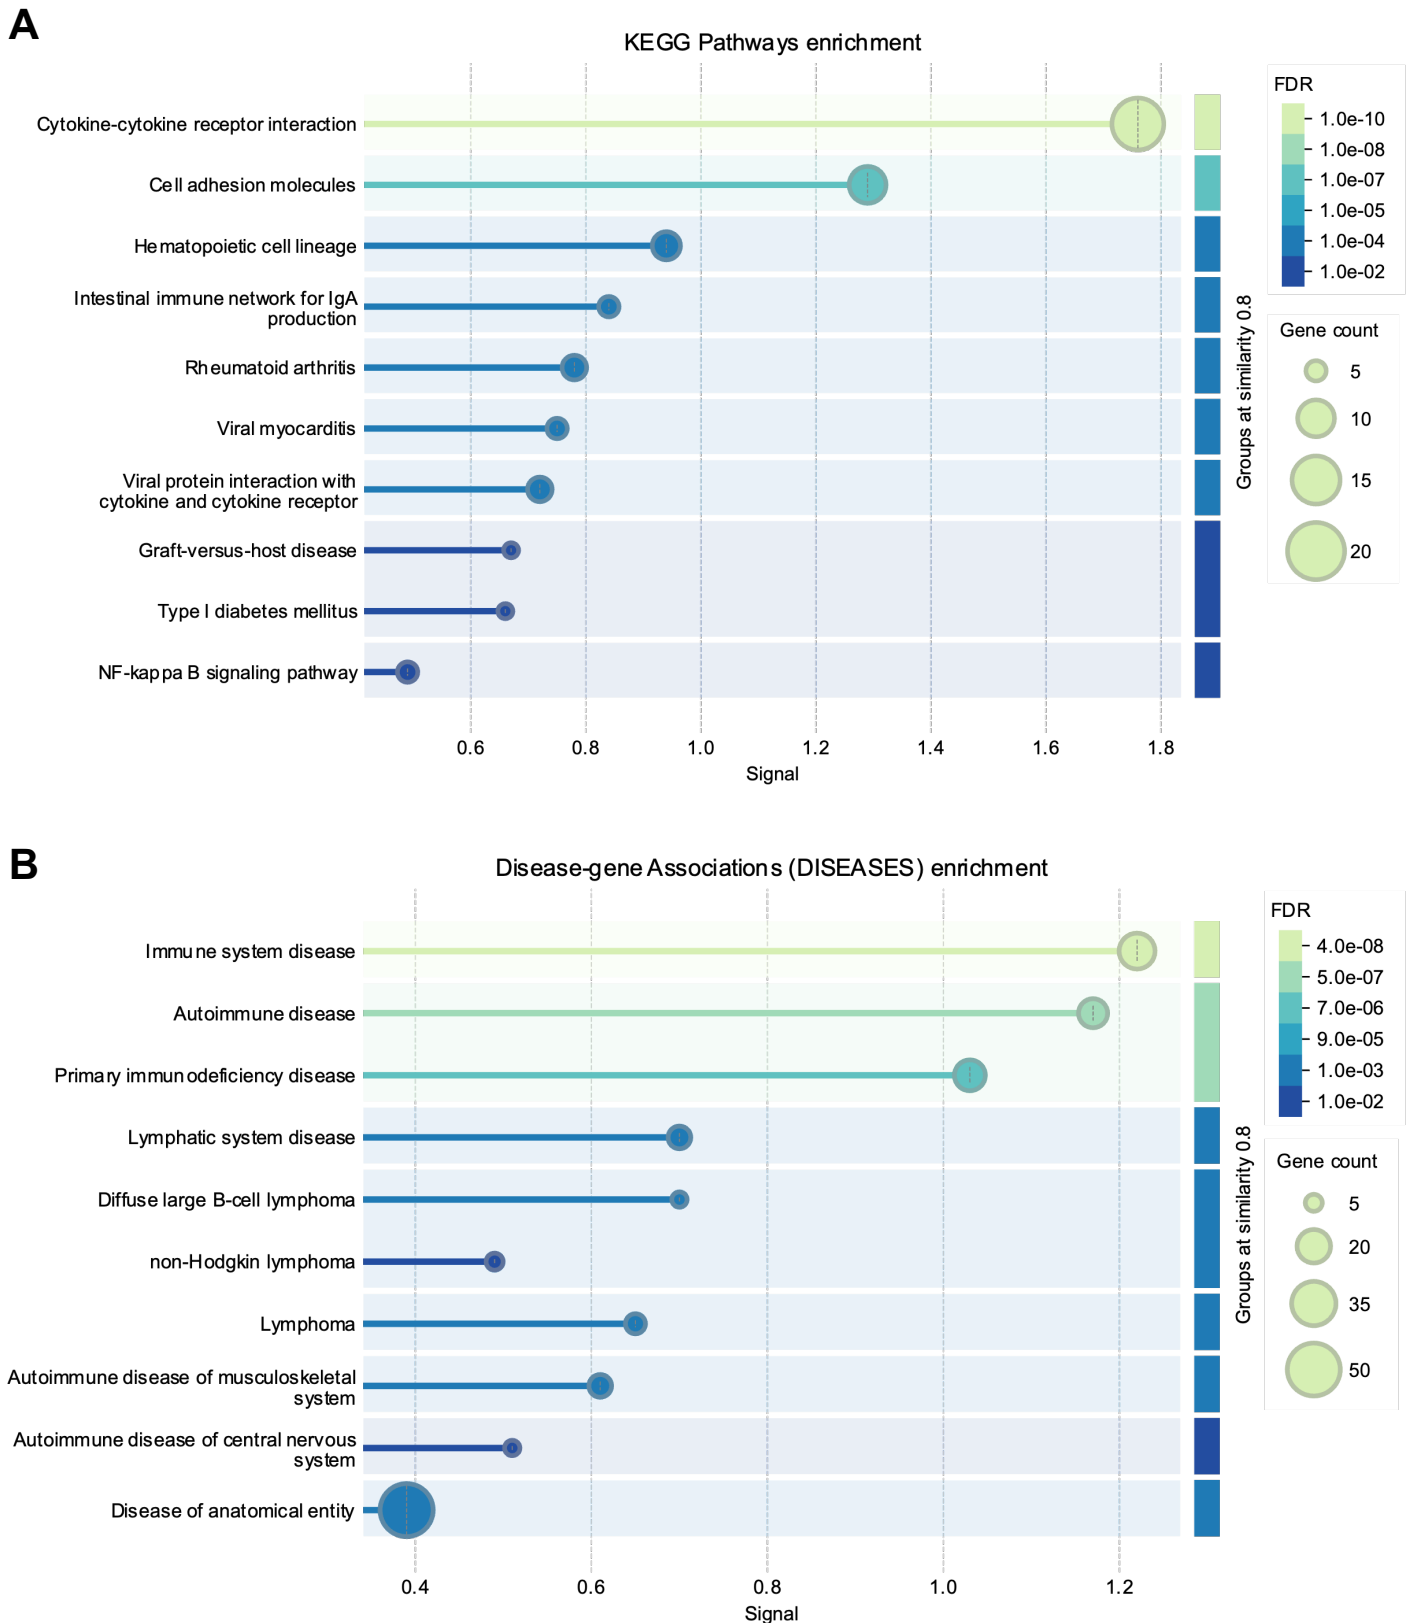 A
KEGG Pathways enrichment
Cytokine-cytokine receptor interaction
Cell adhesion molecules
Hematopoietic cell lineage
Intestinal immune network for IgA
production
Rheumatoid arthritis
Viral myocarditis
Viral protein interaction with
cytokine and cytokine receptor
Graft-versus-host disease
Type I diabetes mellitus
NF-kappa B signaling pathway
0.6 0.8 1.0 1.2 1.4 1.6 1.8
Signal
Groups at similarity 0.8
FDR
1.0e-10
1.0e-08
1.0e-07
1.0e-05
1.0e-04
1.0e-02
Gene count
5
10
15
20
B
Disease-gene Associations (DISEASES) enrichment
Immune system disease
Autoimmune disease
Primary immunodeficiency disease
Lymphatic system disease
Diffuse large B-cell lymphoma
non-Hodgkin lymphoma
Lymphoma
Autoimmune disease of musculoskeletal
system
Autoimmune disease of central nervous
system
Disease of anatomical entity
0.4 0.6 0.8 1.0 1.2
Signal
Groups at similarity 0.8
FDR
4.0e-08
5.0e-07
7.0e-06
9.0e-05
1.0e-03
1.0e-02
Gene count
5
20
35
50